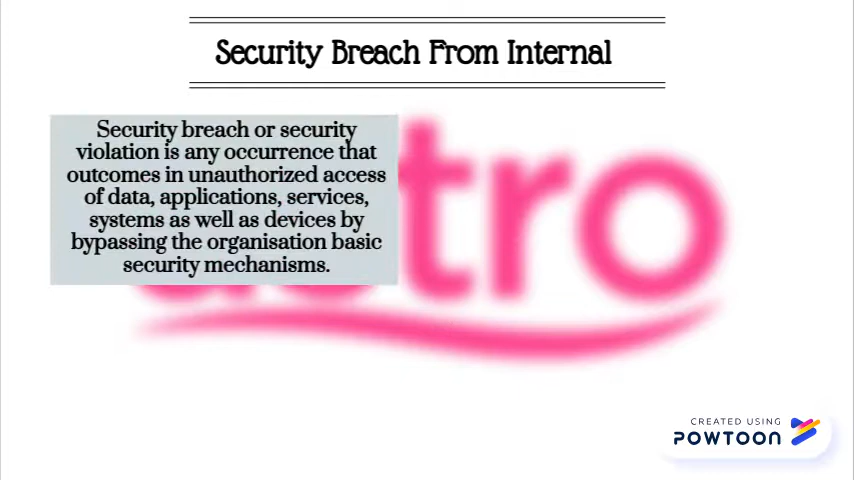 Security Breach From Internal
Security breach or security
violation is any occurrence that
outcomes in unauthorized access
of data, applications, services,
systems as well as devices by
bypassing the organisation basic
security mechanisms.
tro
CREATED USING
POWTOON